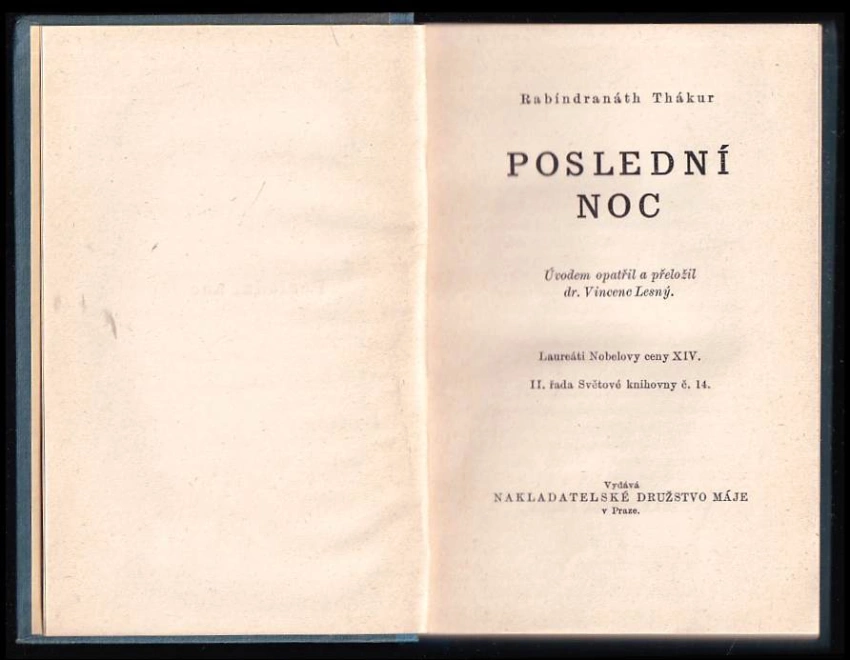 Rabíndranáth Thákur
POSLEDNÍ
NOC
Úvodem opatřil a přeložil
dr. Vincenc Lesný.
Laureáti Nobelovy ceny XIV.
II. řada Světové knihovny č. 14.
Vydává
NAKLADATELSKÉ DRUŽSTVO MÁJE
v Praze.